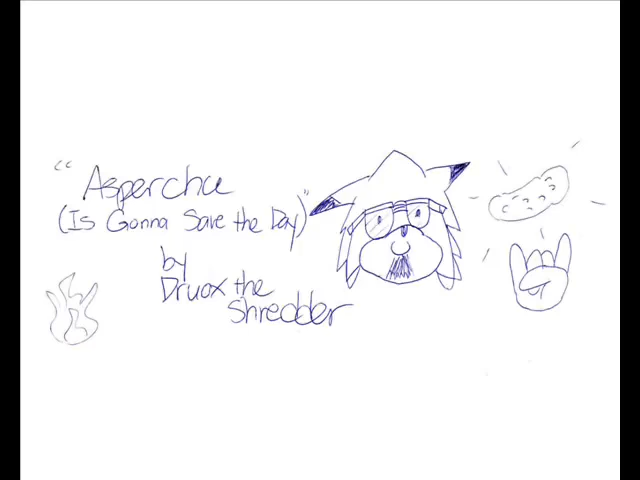 "Asperchu
(Is Gonna Save the Day)"
by
Druox the
Shredder